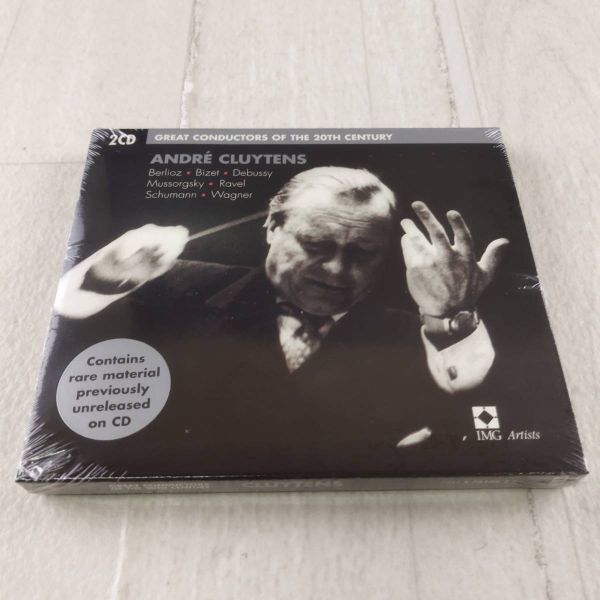 2CD GREAT CONDUCTORS OF THE 20TH CENTURY
ANDRÉ CLUYTENS
Berlioz • Bizet • Debussy
Mussorgsky • Ravel
Schumann • Wagner
Contains
rare material
previously
unreleased
on CD
IMG Artists
CLUYTENS